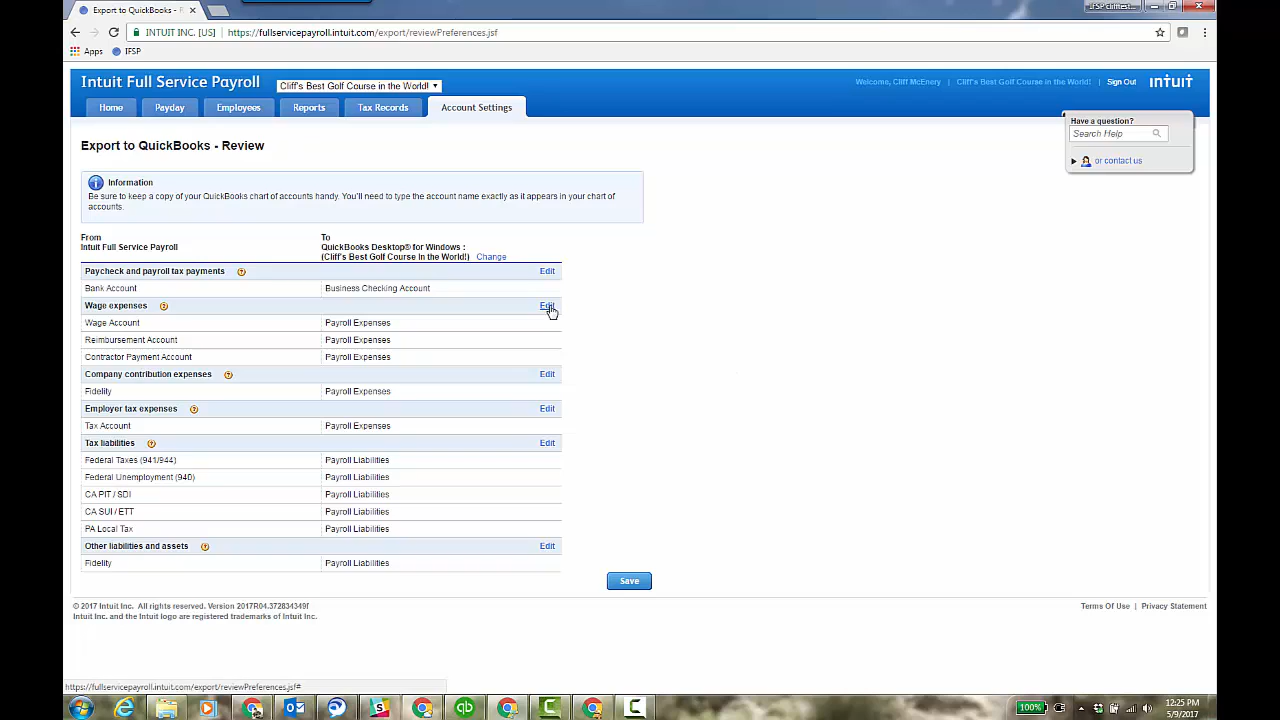 Export to QuickBooks - R
INTUIT INC. [US] https://fullservicepayroll.intuit.com/export/reviewPreferences.jsf
Apps IFSP
Intuit Full Service Payroll
Cliff's Best Golf Course in the World!
Welcome, Cliff McEnery | Cliff's Best Golf Course in the World! | Sign Out INTUIT
Home Payday Employees Reports Tax Records Account Settings
Have a question?
Search Help
or contact us
Export to QuickBooks - Review
Information
Be sure to keep a copy of your QuickBooks chart of accounts handy. You'll need to type the account name exactly as it appears in your chart of
accounts.
From To
Intuit Full Service Payroll QuickBooks Desktop® for Windows :
(Cliff's Best Golf Course In the World!) Change
Paycheck and payroll tax payments ? Edit
Bank Account Business Checking Account
Wage expenses ? Edit
Wage Account Payroll Expenses
Reimbursement Account Payroll Expenses
Contractor Payment Account Payroll Expenses
Company contribution expenses ? Edit
Fidelity Payroll Expenses
Employer tax expenses ? Edit
Tax Account Payroll Expenses
Tax liabilities ? Edit
Federal Taxes (941/944) Payroll Liabilities
Federal Unemployment (940) Payroll Liabilities
CA PIT / SDI Payroll Liabilities
CA SUI / ETT Payroll Liabilities
PA Local Tax Payroll Liabilities
Other liabilities and assets ? Edit
Fidelity Payroll Liabilities
Save
© 2017 Intuit Inc. All rights reserved. Version 2017R04.372834349f
Intuit Inc. and the Intuit logo are registered trademarks of Intuit Inc.
Terms Of Use | Privacy Statement
https://fullservicepayroll.intuit.com/export/reviewPreferences.jsf#
100% 12:25 PM
5/9/2017